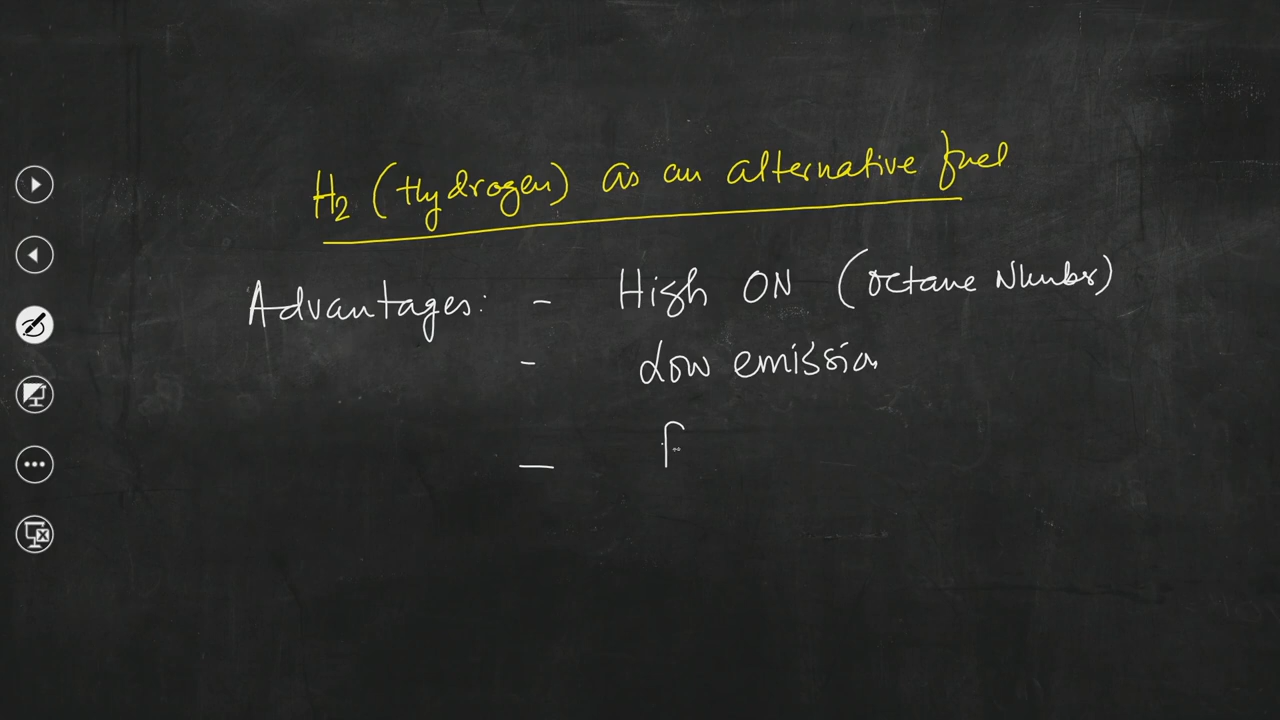 H2 (Hydrogen) as an alternative fuel
Advantages: - High ON (Octane Number)
- Low emission
-